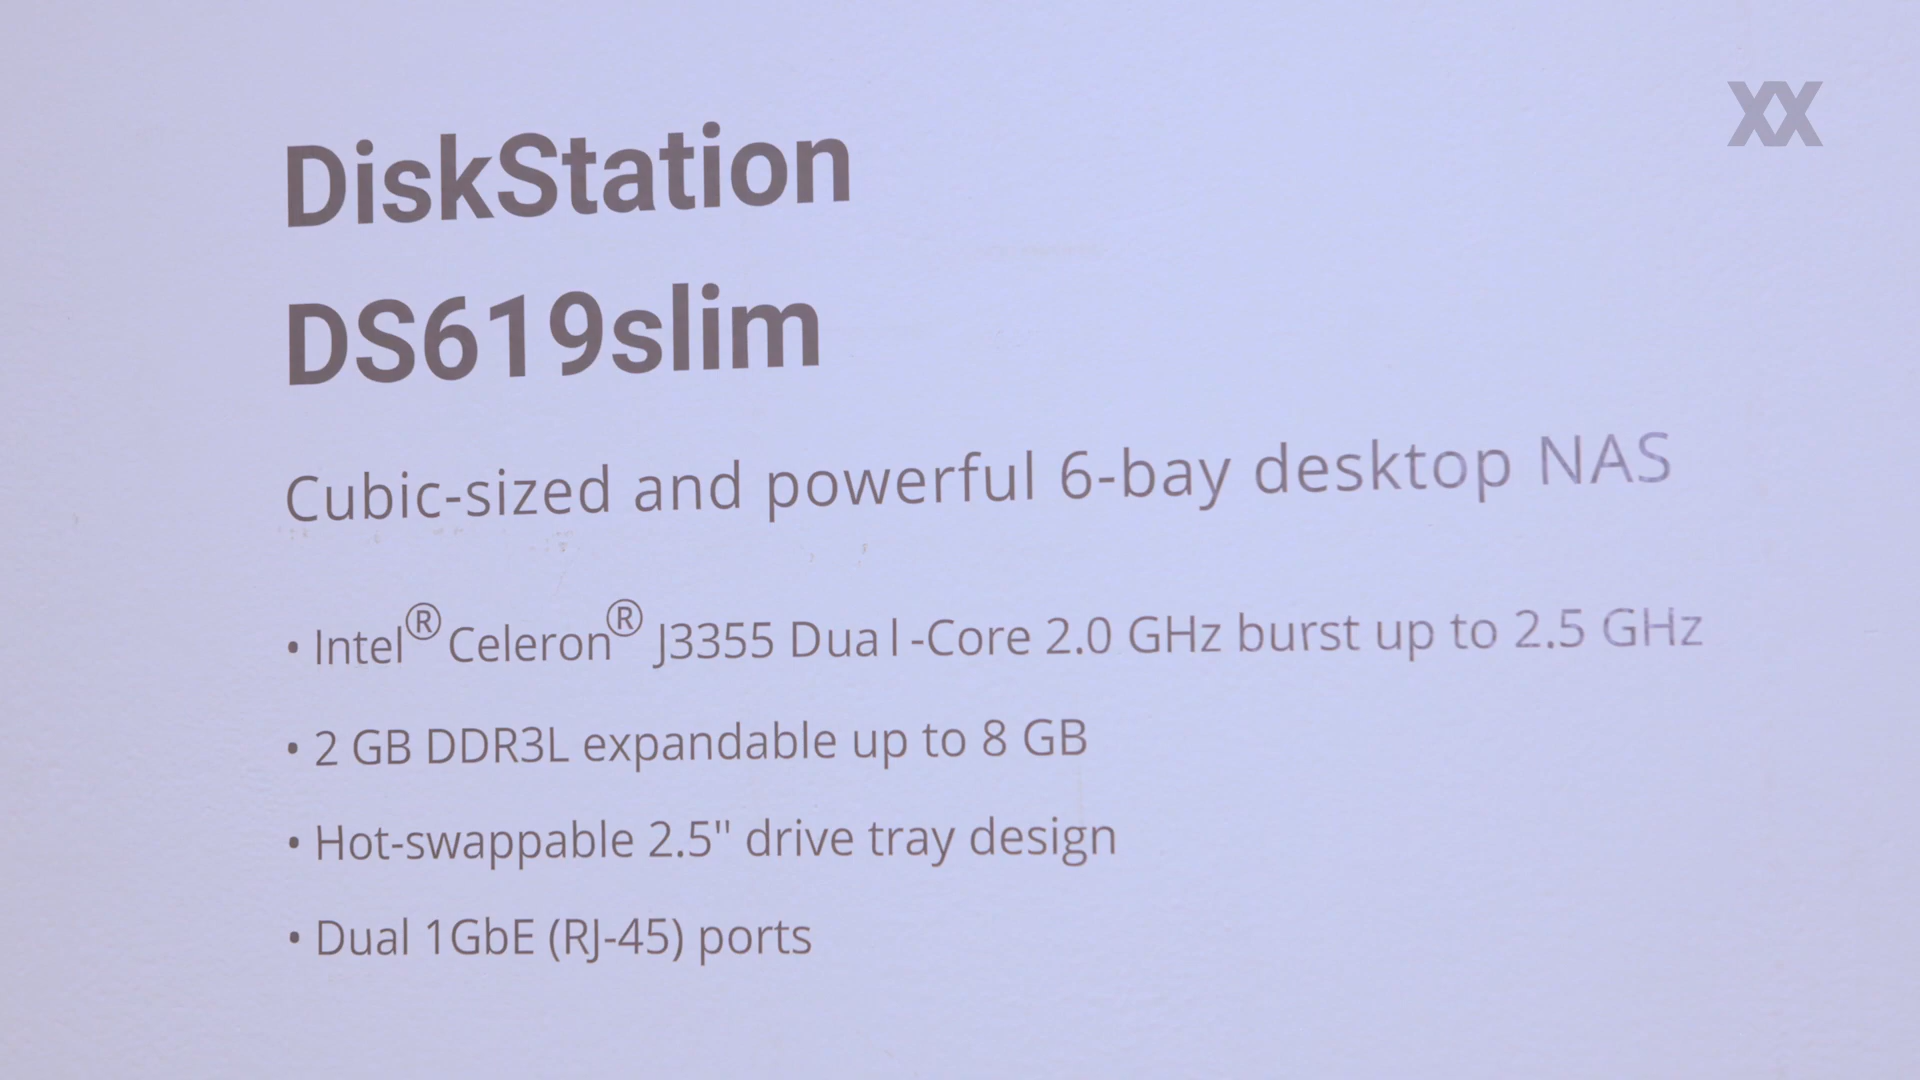 XX
DiskStation
DS619slim
Cubic-sized and powerful 6-bay desktop NAS
• Intel® Celeron® J3355 Dual-Core 2.0 GHz burst up to 2.5 GHz
• 2 GB DDR3L expandable up to 8 GB
• Hot-swappable 2.5" drive tray design
• Dual 1GbE (RJ-45) ports